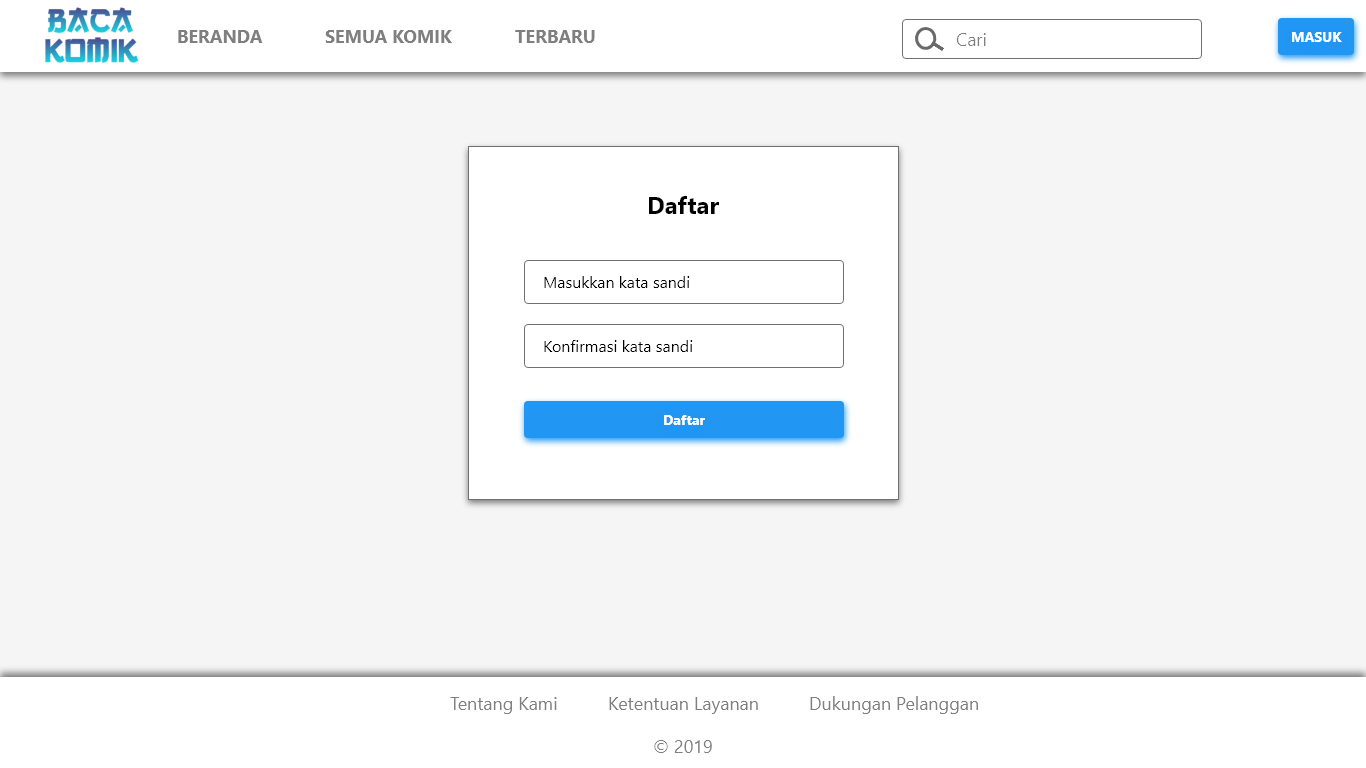 BACA
KOMIK
BERANDA SEMUA KOMIK TERBARU Cari MASUK
Daftar
Masukkan kata sandi
Konfirmasi kata sandi
Daftar
Tentang Kami Ketentuan Layanan Dukungan Pelanggan
© 2019